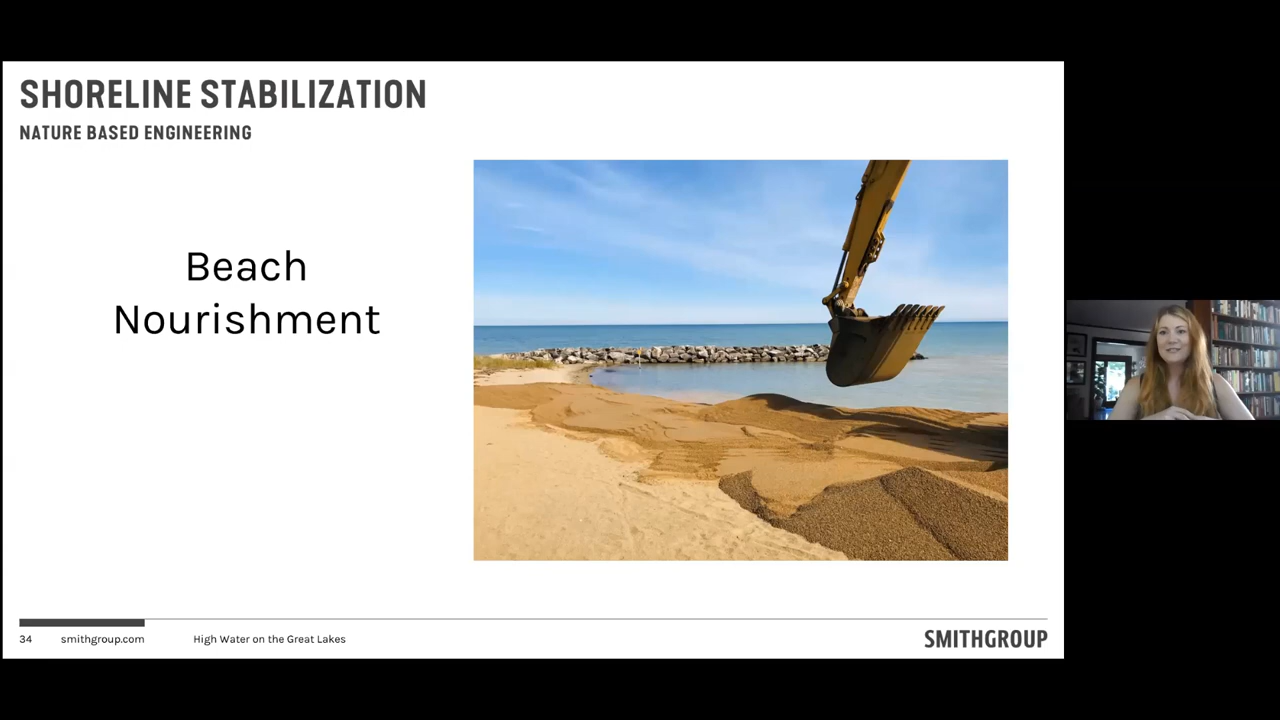 SHORELINE STABILIZATION
NATURE BASED ENGINEERING
Beach
Nourishment
34 smithgroup.com High Water on the Great Lakes SMITHGROUP